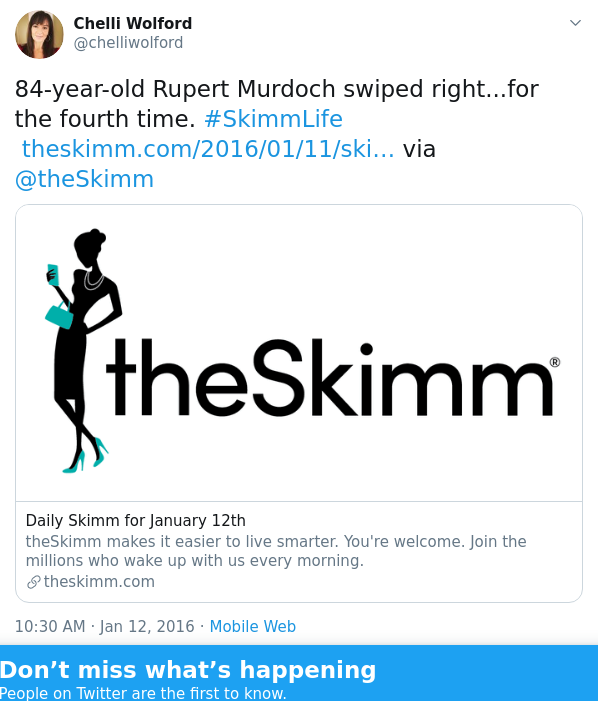 Chelli Wolford
@chelliwolford
84-year-old Rupert Murdoch swiped right...for
the fourth time. #SkimmLife
theskimm.com/2016/01/11/ski... via
@theSkimm
theSkimm®
Daily Skimm for January 12th
theSkimm makes it easier to live smarter. You're welcome. Join the
millions who wake up with us every morning.
theskimm.com
10:30 AM · Jan 12, 2016 · Mobile Web
Don’t miss what’s happening
People on Twitter are the first to know.